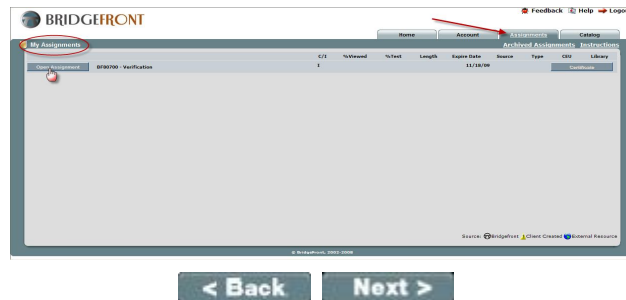 BRIDGEFRONT
Feedback Help Logo
Home Account Assignments Catalog
My Assignments
Archived Assignments Instructions
C/I %Viewed %Test Length Expire Date Source Type CEU Library
Open Assignment BF00700 - Verification I 11/18/09 Certificate
Source: Bridgefront Client Created External Resource
© Bridgefront, 2002-2008
< Back Next >